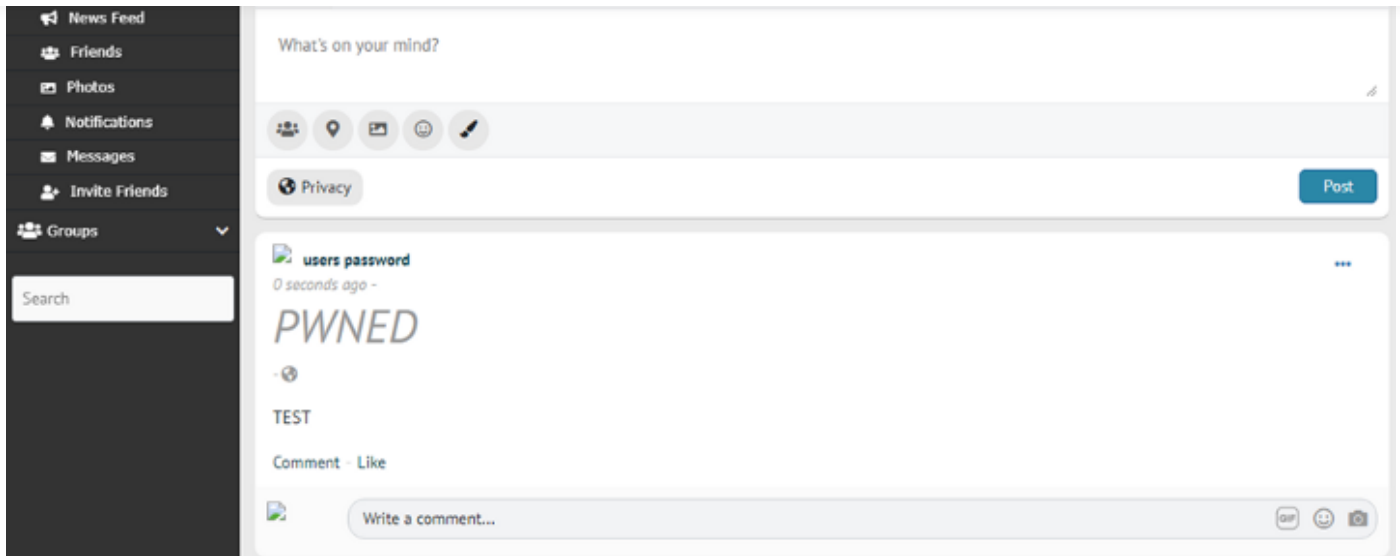 News Feed
Friends
Photos
Notifications
Messages
Invite Friends
Groups
Search
What's on your mind?
Privacy
Post
users password
0 seconds ago -
PWNED
-
TEST
Comment - Like
Write a comment...
GIF